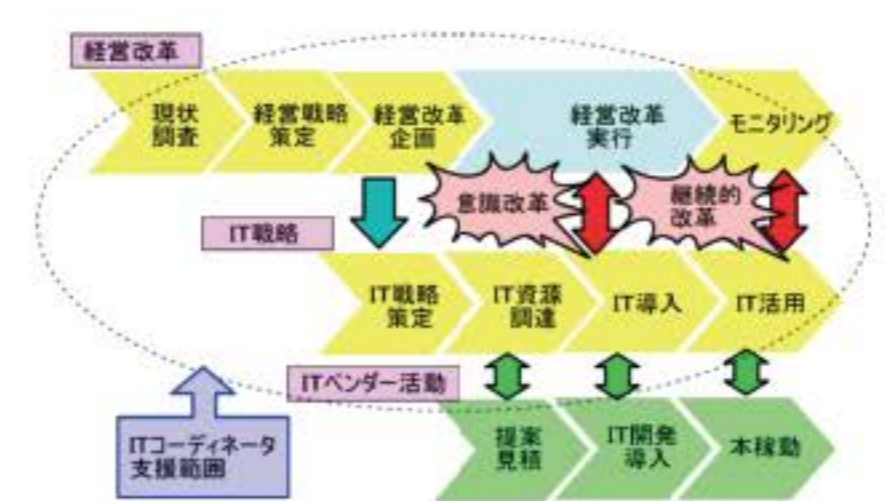 経営改革
現状
調査
経営戦略
策定
経営改革
企画
経営改革
実行
モニタリング
意識改革
継続的
改革
IT戦略
IT戦略
策定
IT資源
調達
IT導入
IT活用
ITベンダー活動
ITコーディネータ
支援範囲
提案
見積
IT開発
導入
本稼動